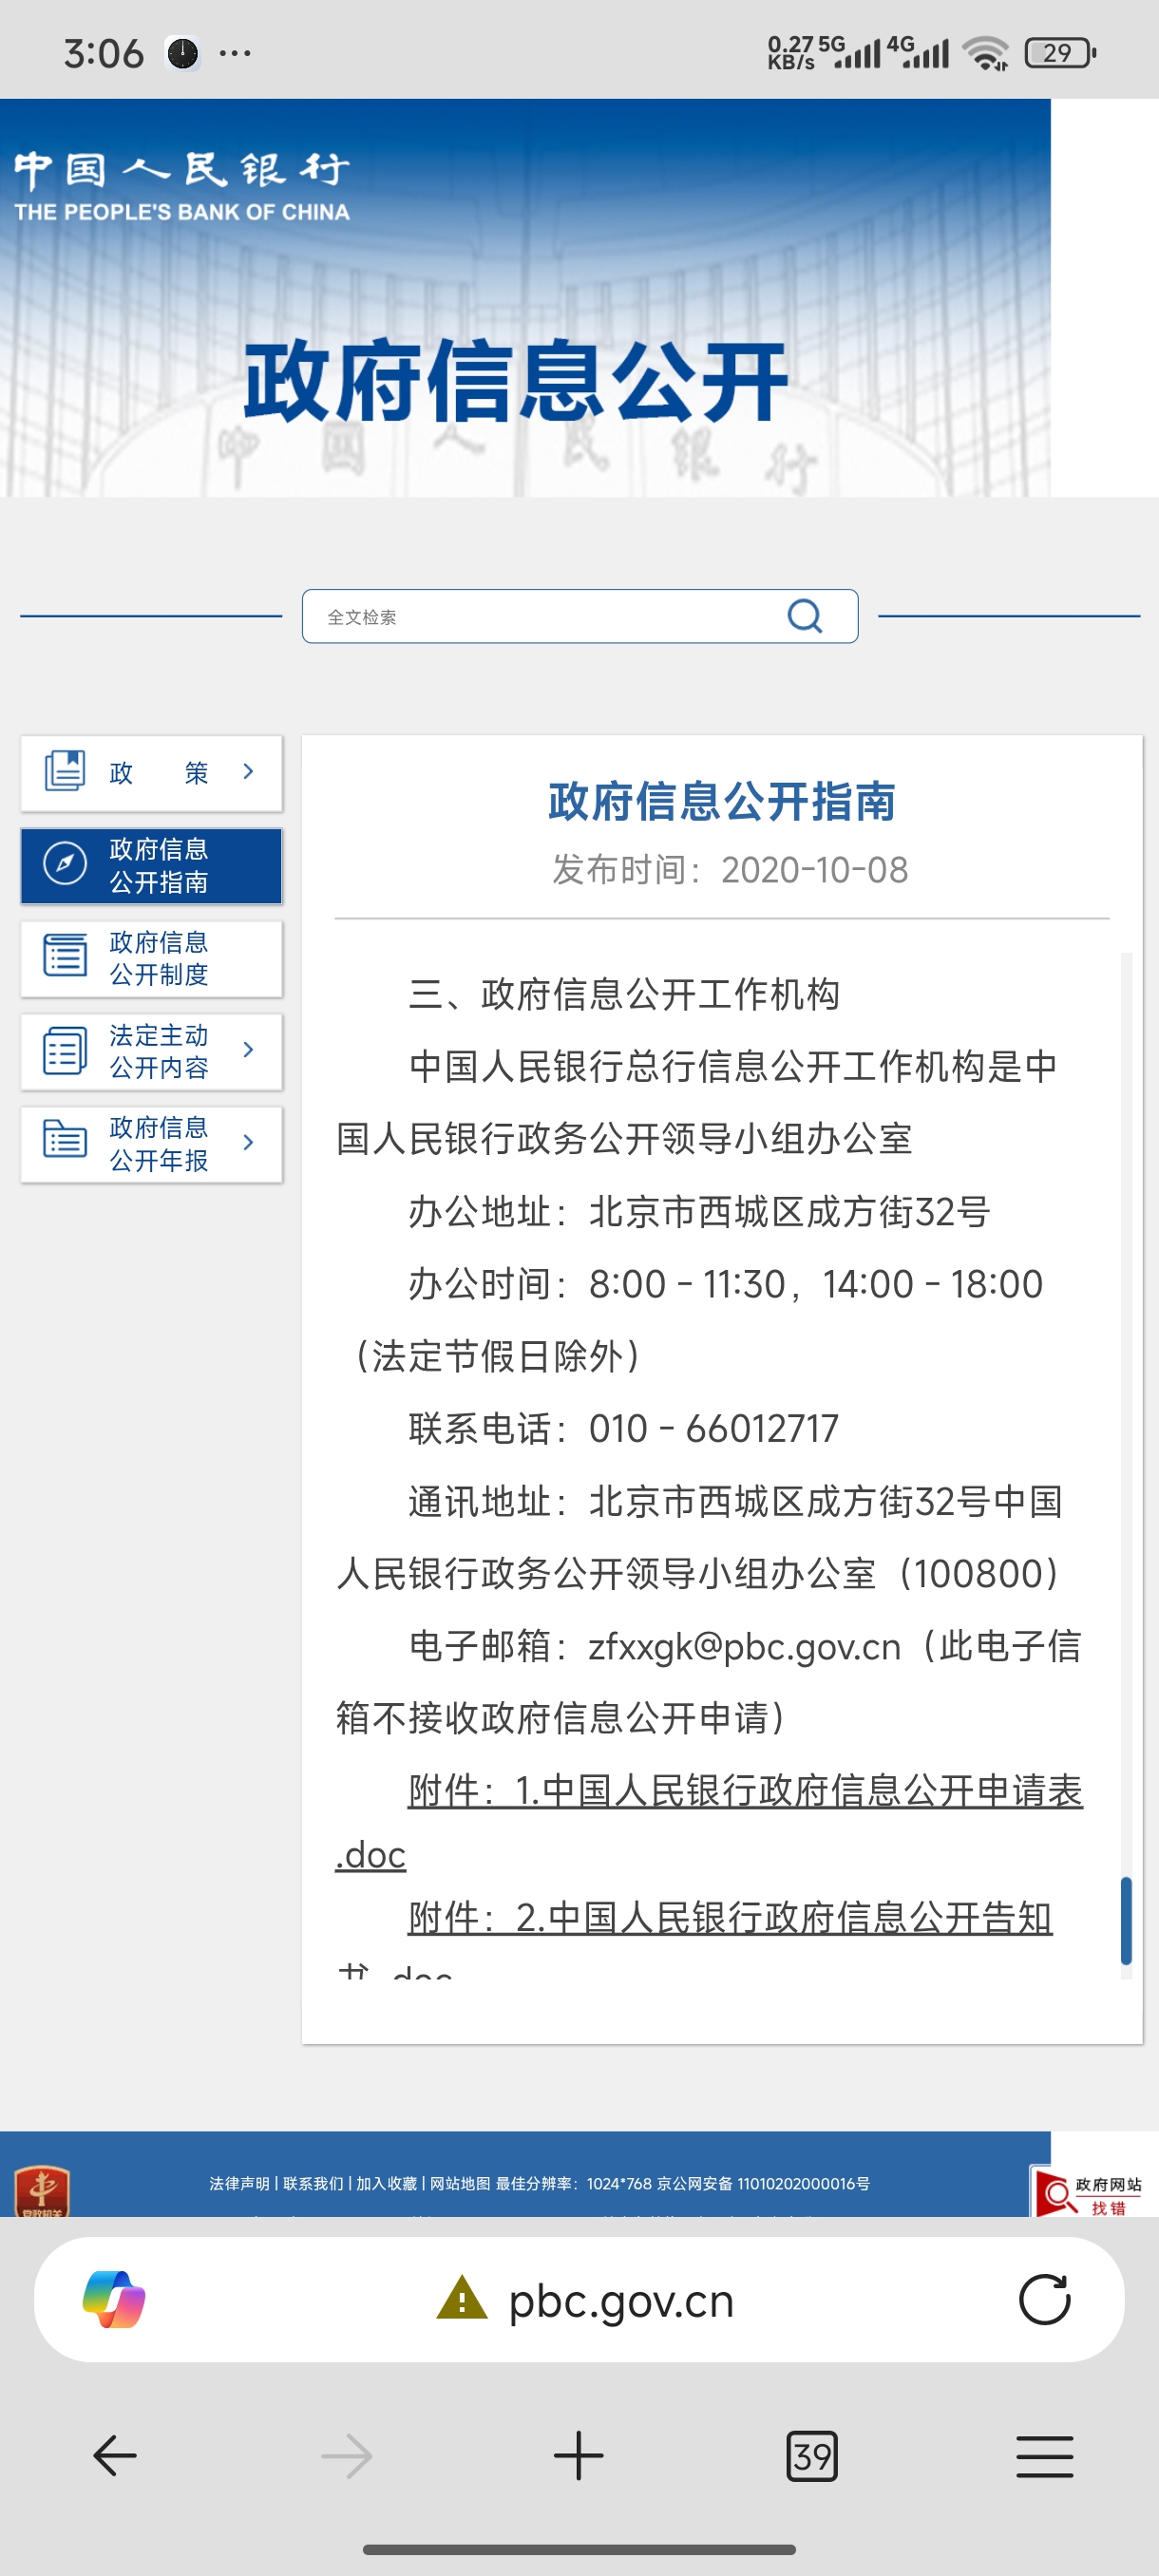 3:06
0.27 KB/s 5G 4G 29
中国人民银行
THE PEOPLE'S BANK OF CHINA
政府信息公开
中国人民银行
全文检索
政 策
政府信息
公开指南
政府信息
公开制度
法定主动
公开内容
政府信息
公开年报
政府信息公开指南
发布时间：2020-10-08
三、政府信息公开工作机构
中国人民银行总行信息公开工作机构是中
国人民银行政务公开领导小组办公室
办公地址：北京市西城区成方街32号
办公时间：8:00－11:30，14:00－18:00
（法定节假日除外）
联系电话：010－66012717
通讯地址：北京市西城区成方街32号中国
人民银行政务公开领导小组办公室（100800）
电子邮箱：zfxxgk@pbc.gov.cn（此电子信
箱不接收政府信息公开申请）
附件：1.中国人民银行政府信息公开申请表
.doc
附件：2.中国人民银行政府信息公开告知
书.doc
法律声明 | 联系我们 | 加入收藏 | 网站地图 最佳分辨率：1024*768 京公网安备 11010202000016号
党政机关
政府网站
找错
pbc.gov.cn
39